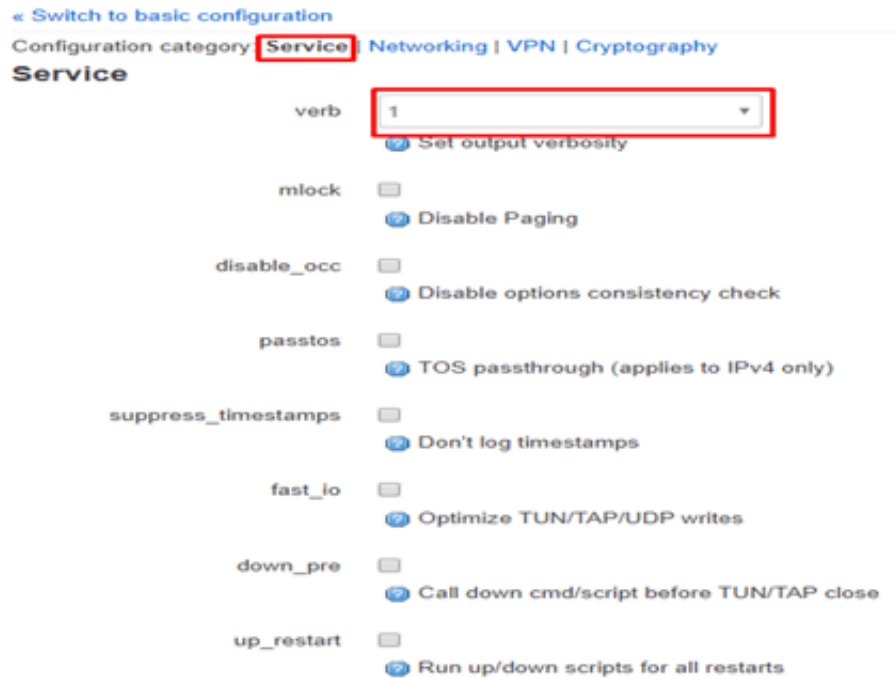 « Switch to basic configuration
Configuration category: Service | Networking | VPN | Cryptography
Service
verb 1
Set output verbosity
mlock
Disable Paging
disable_occ
Disable options consistency check
passtos
TOS passthrough (applies to IPv4 only)
suppress_timestamps
Don't log timestamps
fast_io
Optimize TUN/TAP/UDP writes
down_pre
Call down cmd/script before TUN/TAP close
up_restart
Run up/down scripts for all restarts